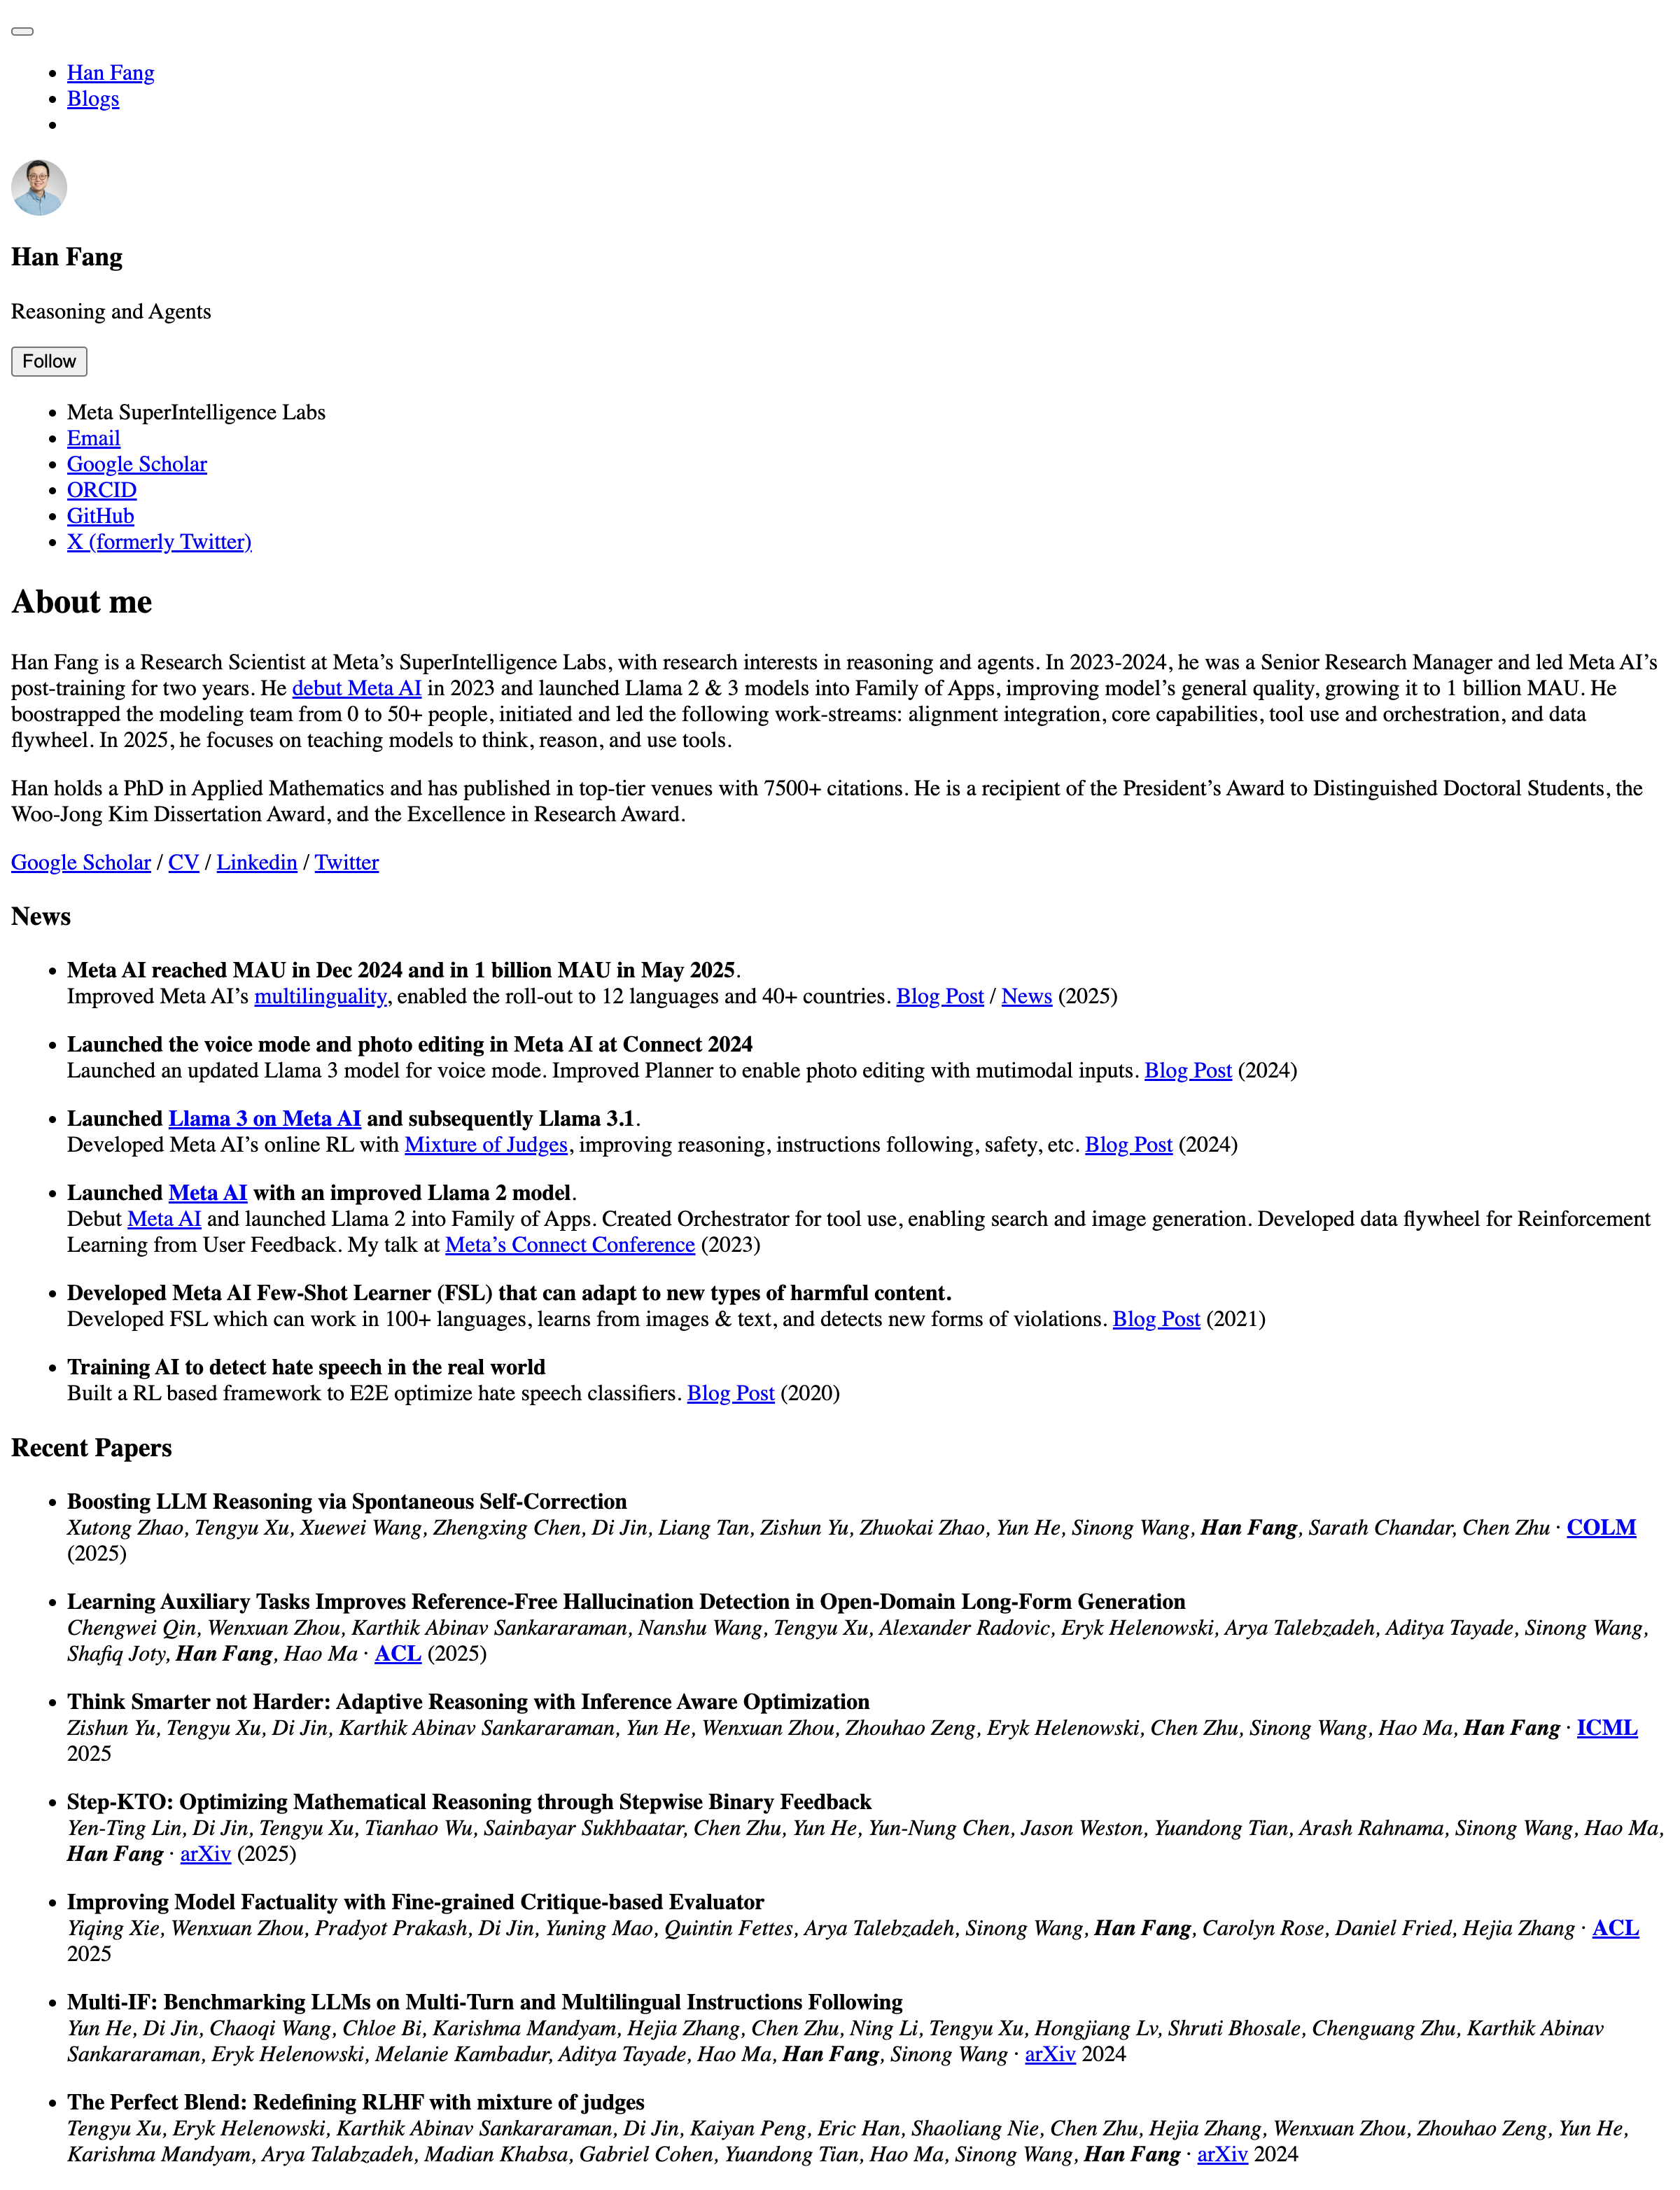 Han Fang
Blogs
Han Fang
Reasoning and Agents
Follow
Meta SuperIntelligence Labs
Email
Google Scholar
ORCID
GitHub
X (formerly Twitter)
About me
Han Fang is a Research Scientist at Meta’s SuperIntelligence Labs, with research interests in reasoning and agents. In 2023-2024, he was a Senior Research Manager and led Meta AI’s
post-training for two years. He debut Meta AI in 2023 and launched Llama 2 & 3 models into Family of Apps, improving model’s general quality, growing it to 1 billion MAU. He
boostrapped the modeling team from 0 to 50+ people, initiated and led the following work-streams: alignment integration, core capabilities, tool use and orchestration, and data
flywheel. In 2025, he focuses on teaching models to think, reason, and use tools.
Han holds a PhD in Applied Mathematics and has published in top-tier venues with 7500+ citations. He is a recipient of the President’s Award to Distinguished Doctoral Students, the
Woo-Jong Kim Dissertation Award, and the Excellence in Research Award.
Google Scholar / CV / Linkedin / Twitter
News
Meta AI reached MAU in Dec 2024 and in 1 billion MAU in May 2025.
Improved Meta AI’s multilinguality, enabled the roll-out to 12 languages and 40+ countries. Blog Post / News (2025)
Launched the voice mode and photo editing in Meta AI at Connect 2024
Launched an updated Llama 3 model for voice mode. Improved Planner to enable photo editing with mutimodal inputs. Blog Post (2024)
Launched Llama 3 on Meta AI and subsequently Llama 3.1.
Developed Meta AI’s online RL with Mixture of Judges, improving reasoning, instructions following, safety, etc. Blog Post (2024)
Launched Meta AI with an improved Llama 2 model.
Debut Meta AI and launched Llama 2 into Family of Apps. Created Orchestrator for tool use, enabling search and image generation. Developed data flywheel for Reinforcement
Learning from User Feedback. My talk at Meta’s Connect Conference (2023)
Developed Meta AI Few-Shot Learner (FSL) that can adapt to new types of harmful content.
Developed FSL which can work in 100+ languages, learns from images & text, and detects new forms of violations. Blog Post (2021)
Training AI to detect hate speech in the real world
Built a RL based framework to E2E optimize hate speech classifiers. Blog Post (2020)
Recent Papers
Boosting LLM Reasoning via Spontaneous Self-Correction
Xutong Zhao, Tengyu Xu, Xuewei Wang, Zhengxing Chen, Di Jin, Liang Tan, Zishun Yu, Zhuokai Zhao, Yun He, Sinong Wang, Han Fang, Sarath Chandar, Chen Zhu · COLM
(2025)
Learning Auxiliary Tasks Improves Reference-Free Hallucination Detection in Open-Domain Long-Form Generation
Chengwei Qin, Wenxuan Zhou, Karthik Abinav Sankararaman, Nanshu Wang, Tengyu Xu, Alexander Radovic, Eryk Helenowski, Arya Talebzadeh, Aditya Tayade, Sinong Wang,
Shafiq Joty, Han Fang, Hao Ma · ACL (2025)
Think Smarter not Harder: Adaptive Reasoning with Inference Aware Optimization
Zishun Yu, Tengyu Xu, Di Jin, Karthik Abinav Sankararaman, Yun He, Wenxuan Zhou, Zhouhao Zeng, Eryk Helenowski, Chen Zhu, Sinong Wang, Hao Ma, Han Fang · ICML
2025
Step-KTO: Optimizing Mathematical Reasoning through Stepwise Binary Feedback
Yen-Ting Lin, Di Jin, Tengyu Xu, Tianhao Wu, Sainbayar Sukhbaatar, Chen Zhu, Yun He, Yun-Nung Chen, Jason Weston, Yuandong Tian, Arash Rahnama, Sinong Wang, Hao Ma,
Han Fang · arXiv (2025)
Improving Model Factuality with Fine-grained Critique-based Evaluator
Yiqing Xie, Wenxuan Zhou, Pradyot Prakash, Di Jin, Yuning Mao, Quintin Fettes, Arya Talebzadeh, Sinong Wang, Han Fang, Carolyn Rose, Daniel Fried, Hejia Zhang · ACL
2025
Multi-IF: Benchmarking LLMs on Multi-Turn and Multilingual Instructions Following
Yun He, Di Jin, Chaoqi Wang, Chloe Bi, Karishma Mandyam, Hejia Zhang, Chen Zhu, Ning Li, Tengyu Xu, Hongjiang Lv, Shruti Bhosale, Chenguang Zhu, Karthik Abinav
Sankararaman, Eryk Helenowski, Melanie Kambadur, Aditya Tayade, Hao Ma, Han Fang, Sinong Wang · arXiv 2024
The Perfect Blend: Redefining RLHF with mixture of judges
Tengyu Xu, Eryk Helenowski, Karthik Abinav Sankararaman, Di Jin, Kaiyan Peng, Eric Han, Shaoliang Nie, Chen Zhu, Hejia Zhang, Wenxuan Zhou, Zhouhao Zeng, Yun He,
Karishma Mandyam, Arya Talabzadeh, Madian Khabsa, Gabriel Cohen, Yuandong Tian, Hao Ma, Sinong Wang, Han Fang · arXiv 2024